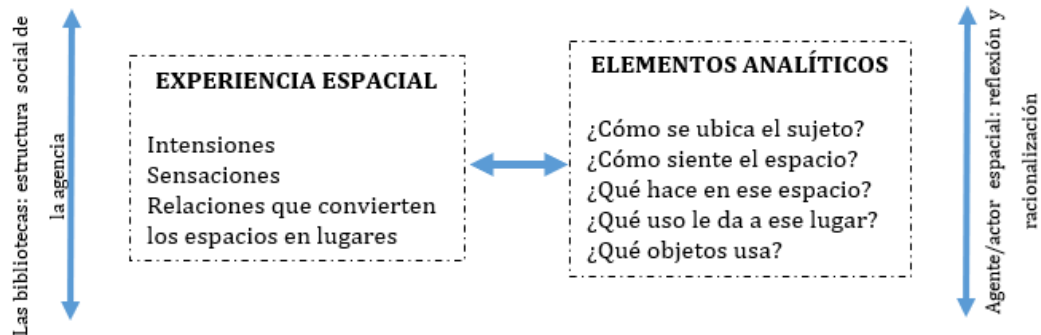 Las bibliotecas: estructura social de
la agencia
EXPERIENCIA ESPACIAL
Intensiones
Sensaciones
Relaciones que convierten
los espacios en lugares
ELEMENTOS ANALÍTICOS
¿Cómo se ubica el sujeto?
¿Cómo siente el espacio?
¿Qué hace en ese espacio?
¿Qué uso le da a ese lugar?
¿Qué objetos usa?
Agente/actor espacial: reflexión y
racionalización